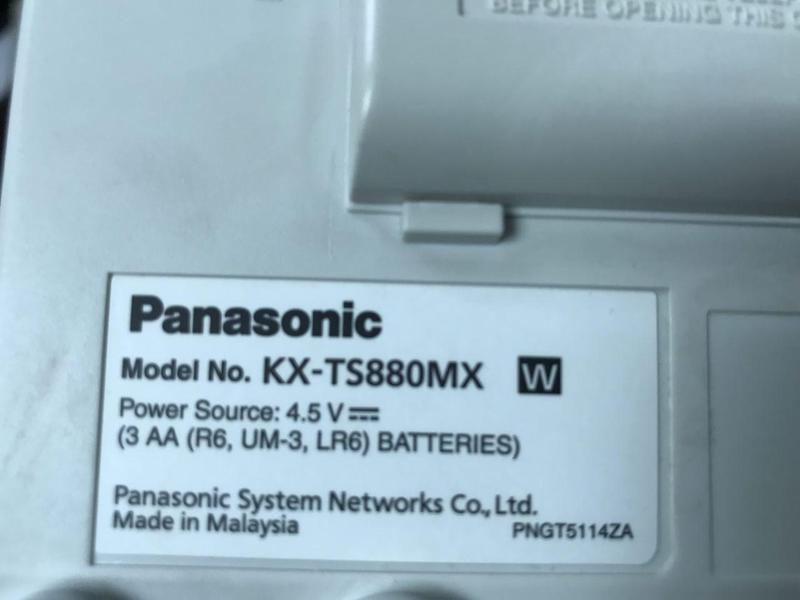 BEFORE OPENING THIS
Panasonic
Model No. KX-TS880MX W
Power Source: 4.5 V ⎓
(3 AA (R6, UM-3, LR6) BATTERIES)
Panasonic System Networks Co., Ltd.
Made in Malaysia
PNGT5114ZA